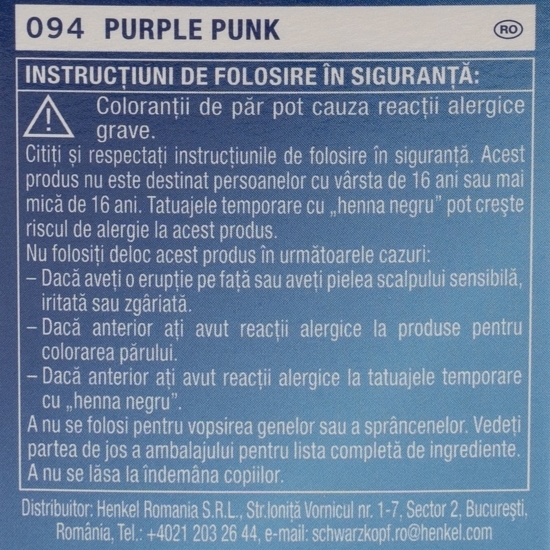 094 PURPLE PUNK RO
INSTRUCȚIUNI DE FOLOSIRE ÎN SIGURANȚĂ:
! Coloranții de păr pot cauza reacții alergice
grave.
Citiți și respectați instrucțiunile de folosire în siguranță. Acest
produs nu este destinat persoanelor cu vârsta de 16 ani sau mai
mică de 16 ani. Tatuajele temporare cu „henna negru” pot crește
riscul de alergie la acest produs.
Nu folosiți deloc acest produs în următoarele cazuri:
– Dacă aveți o erupție pe față sau aveți pielea scalpului sensibilă,
iritată sau zgâriată.
– Dacă anterior ați avut reacții alergice la produse pentru
colorarea părului.
– Dacă anterior ați avut reacții alergice la tatuajele temporare
cu „henna negru”.
A nu se folosi pentru vopsirea genelor sau a sprâncenelor. Vedeți
partea de jos a ambalajului pentru lista completă de ingrediente.
A nu se lăsa la îndemâna copiilor.
Distribuitor: Henkel Romania S.R.L., Str.Ioniță Vornicul nr. 1-7, Sector 2, București,
România, Tel.: +4021 203 26 44, e-mail: schwarzkopf.ro@henkel.com